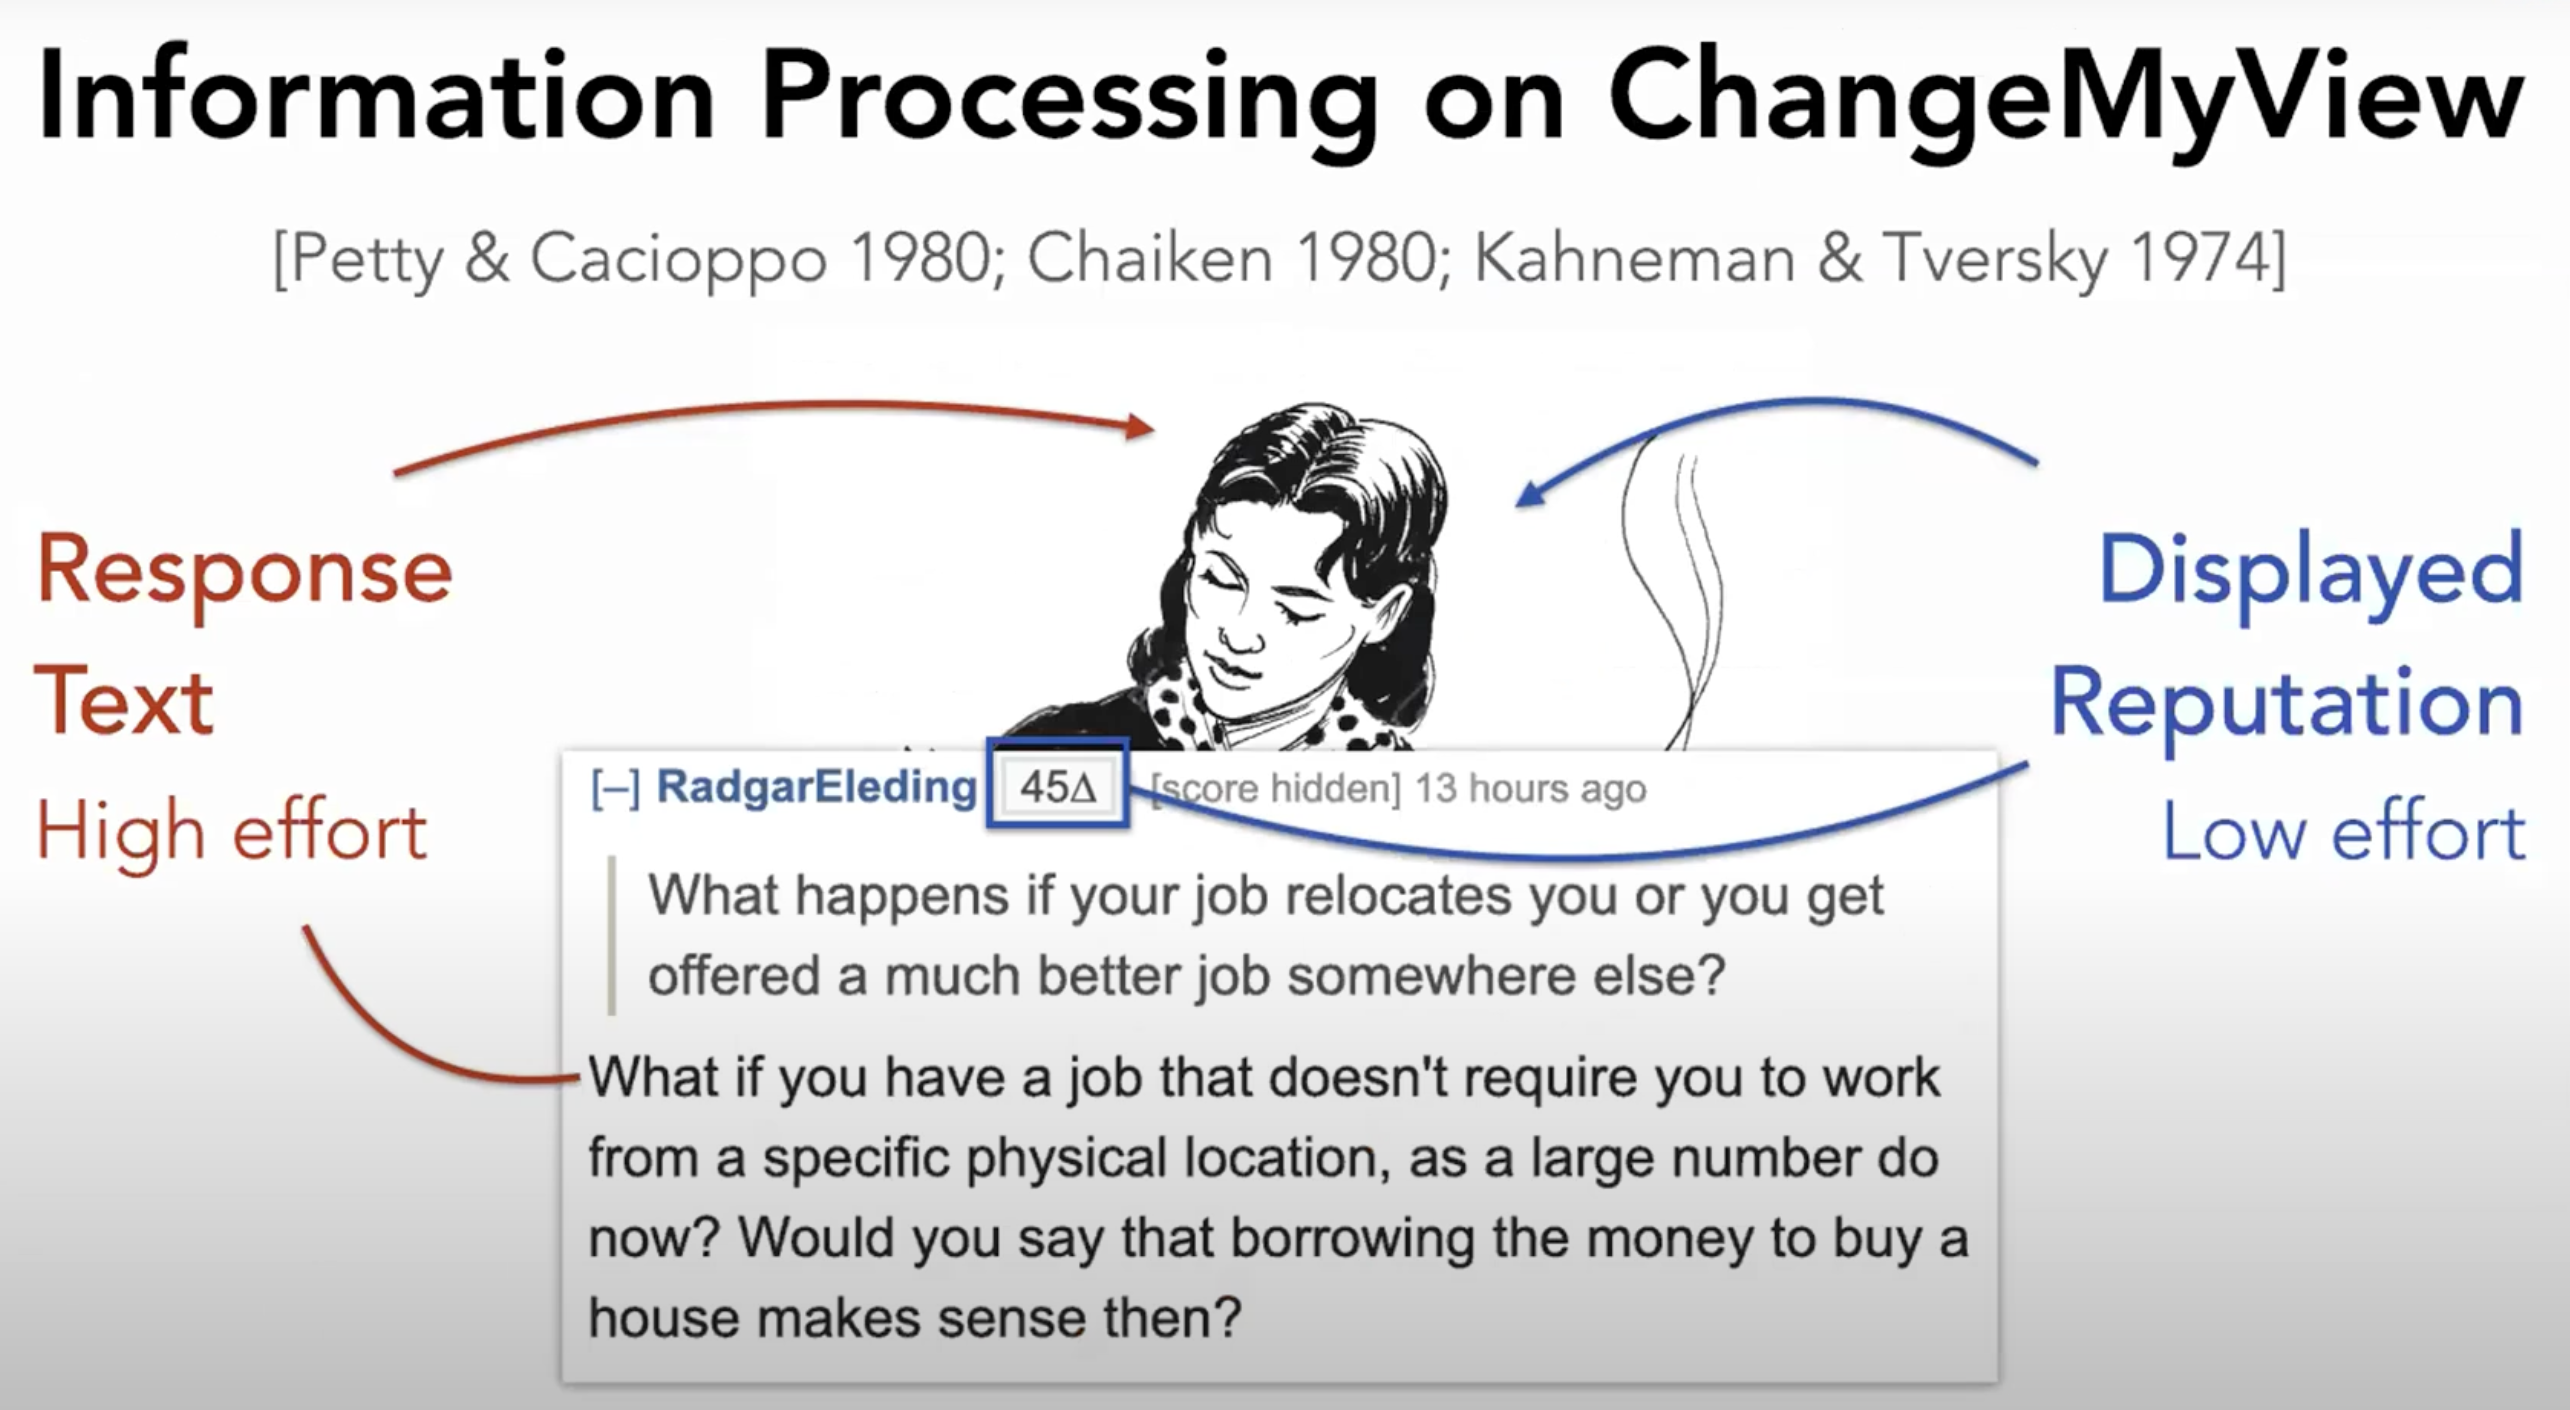 Information Processing on ChangeMyView
[Petty & Cacioppo 1980; Chaiken 1980; Kahneman & Tversky 1974]
Response
Text
High effort
Displayed
Reputation
Low effort
[–] RadgarEleding 45Δ [score hidden] 13 hours ago
What happens if your job relocates you or you get
offered a much better job somewhere else?
What if you have a job that doesn't require you to work
from a specific physical location, as a large number do
now? Would you say that borrowing the money to buy a
house makes sense then?